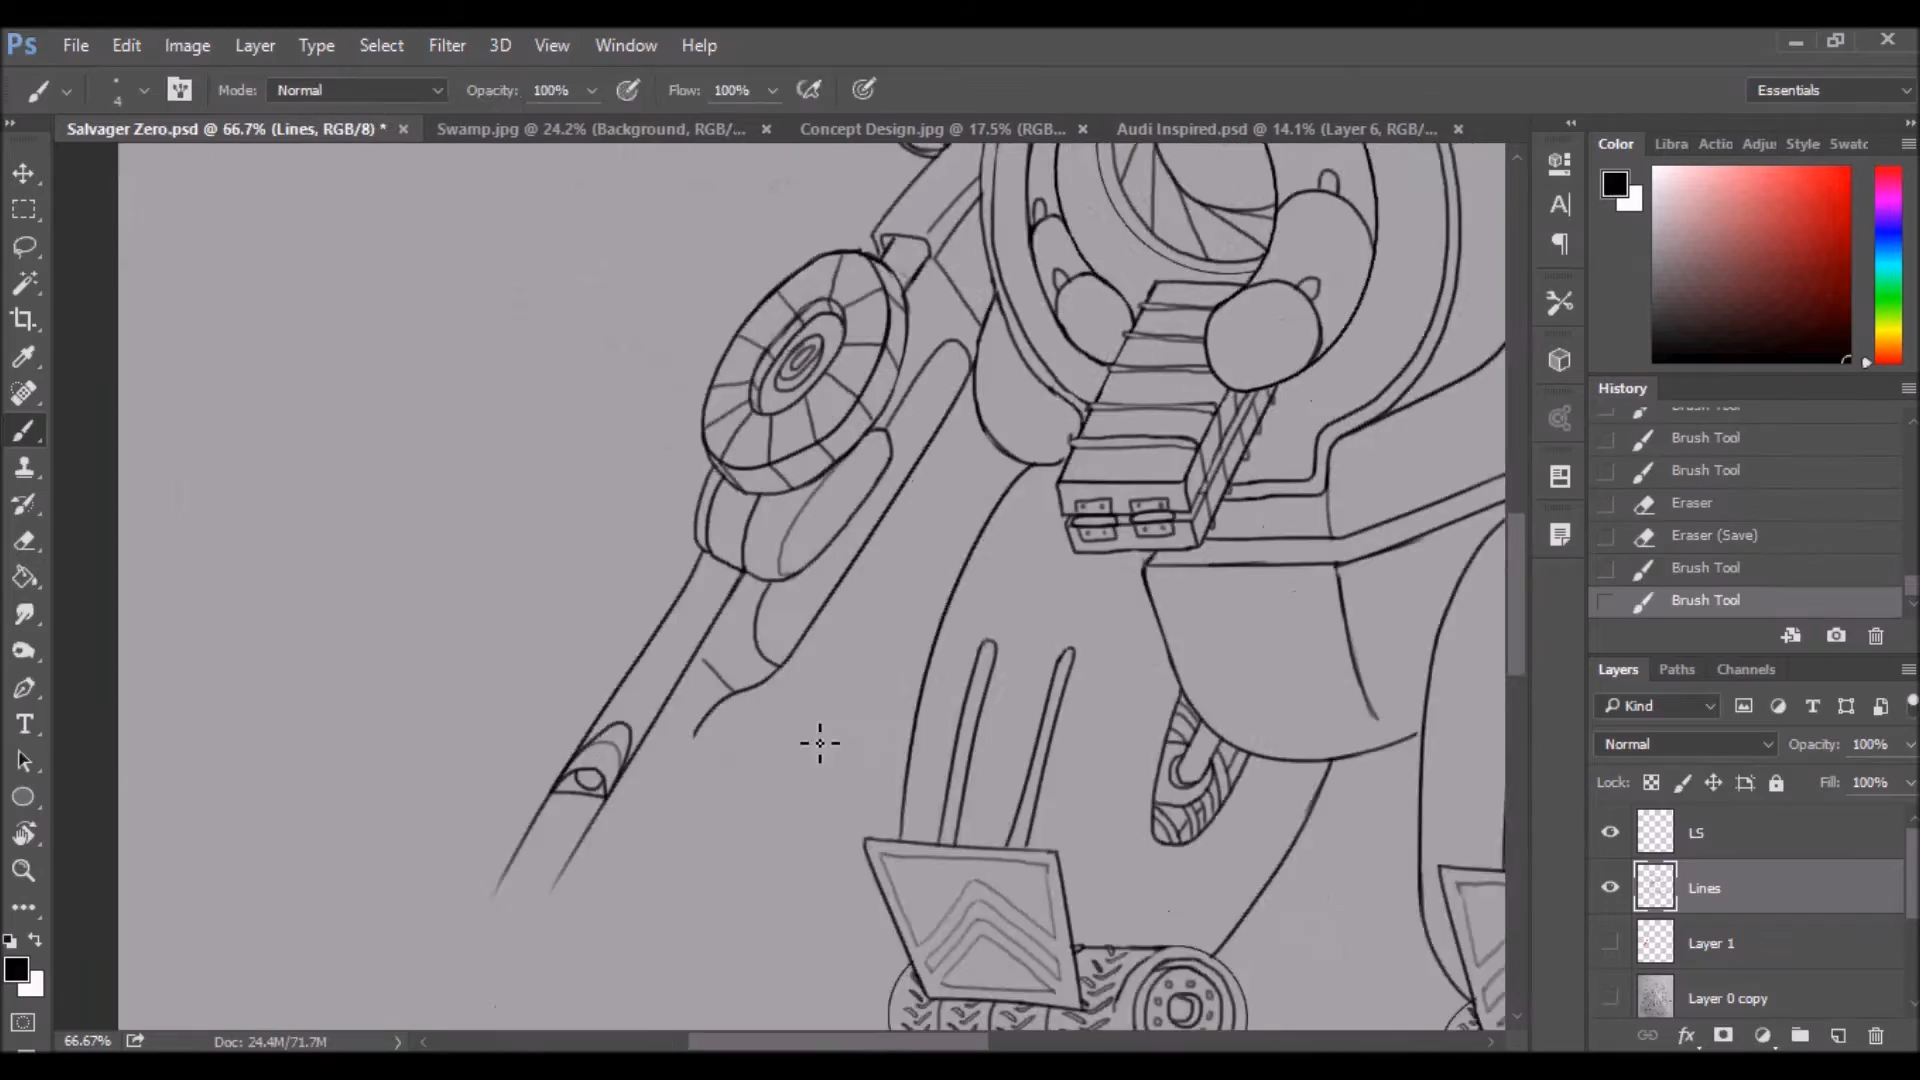 Ps File Edit Image Layer Type Select Filter 3D View Window Help
4 Mode: Normal Opacity: 100% Flow: 100% Essentials
Salvager Zero.psd @ 66.7% (Lines, RGB/8) * Swamp.jpg @ 24.2% (Background, RGB/... Concept Design.jpg @ 17.5% (RGB... Audi Inspired.psd @ 14.1% (Layer 6, RGB/...
Color Libra Actio Adju Style Swatc
History
Brush Tool
Brush Tool
Brush Tool
Eraser
Eraser (Save)
Brush Tool
Brush Tool
Layers Paths Channels
Kind
Normal Opacity: 100%
Lock: Fill: 100%
LS
Lines
Layer 1
Layer 0 copy
66.67% Doc: 24.4M/71.7M